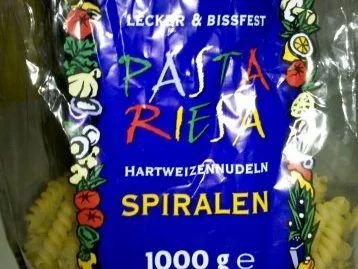 LECKER & BISSFEST
PASTA
RIESA
HARTWEIZENNUDELN
SPIRALEN
1000 g e